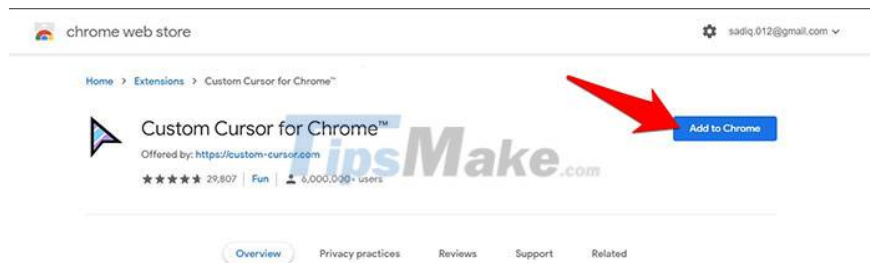 chrome web store
sadiq.012@gmail.com
Home > Extensions > Custom Cursor for Chrome™
Custom Cursor for Chrome™
Add to Chrome
Offered by: https://custom-cursor.com
TipsMake.com
29,807 Fun 6,000,000+ users
Overview Privacy practices Reviews Support Related